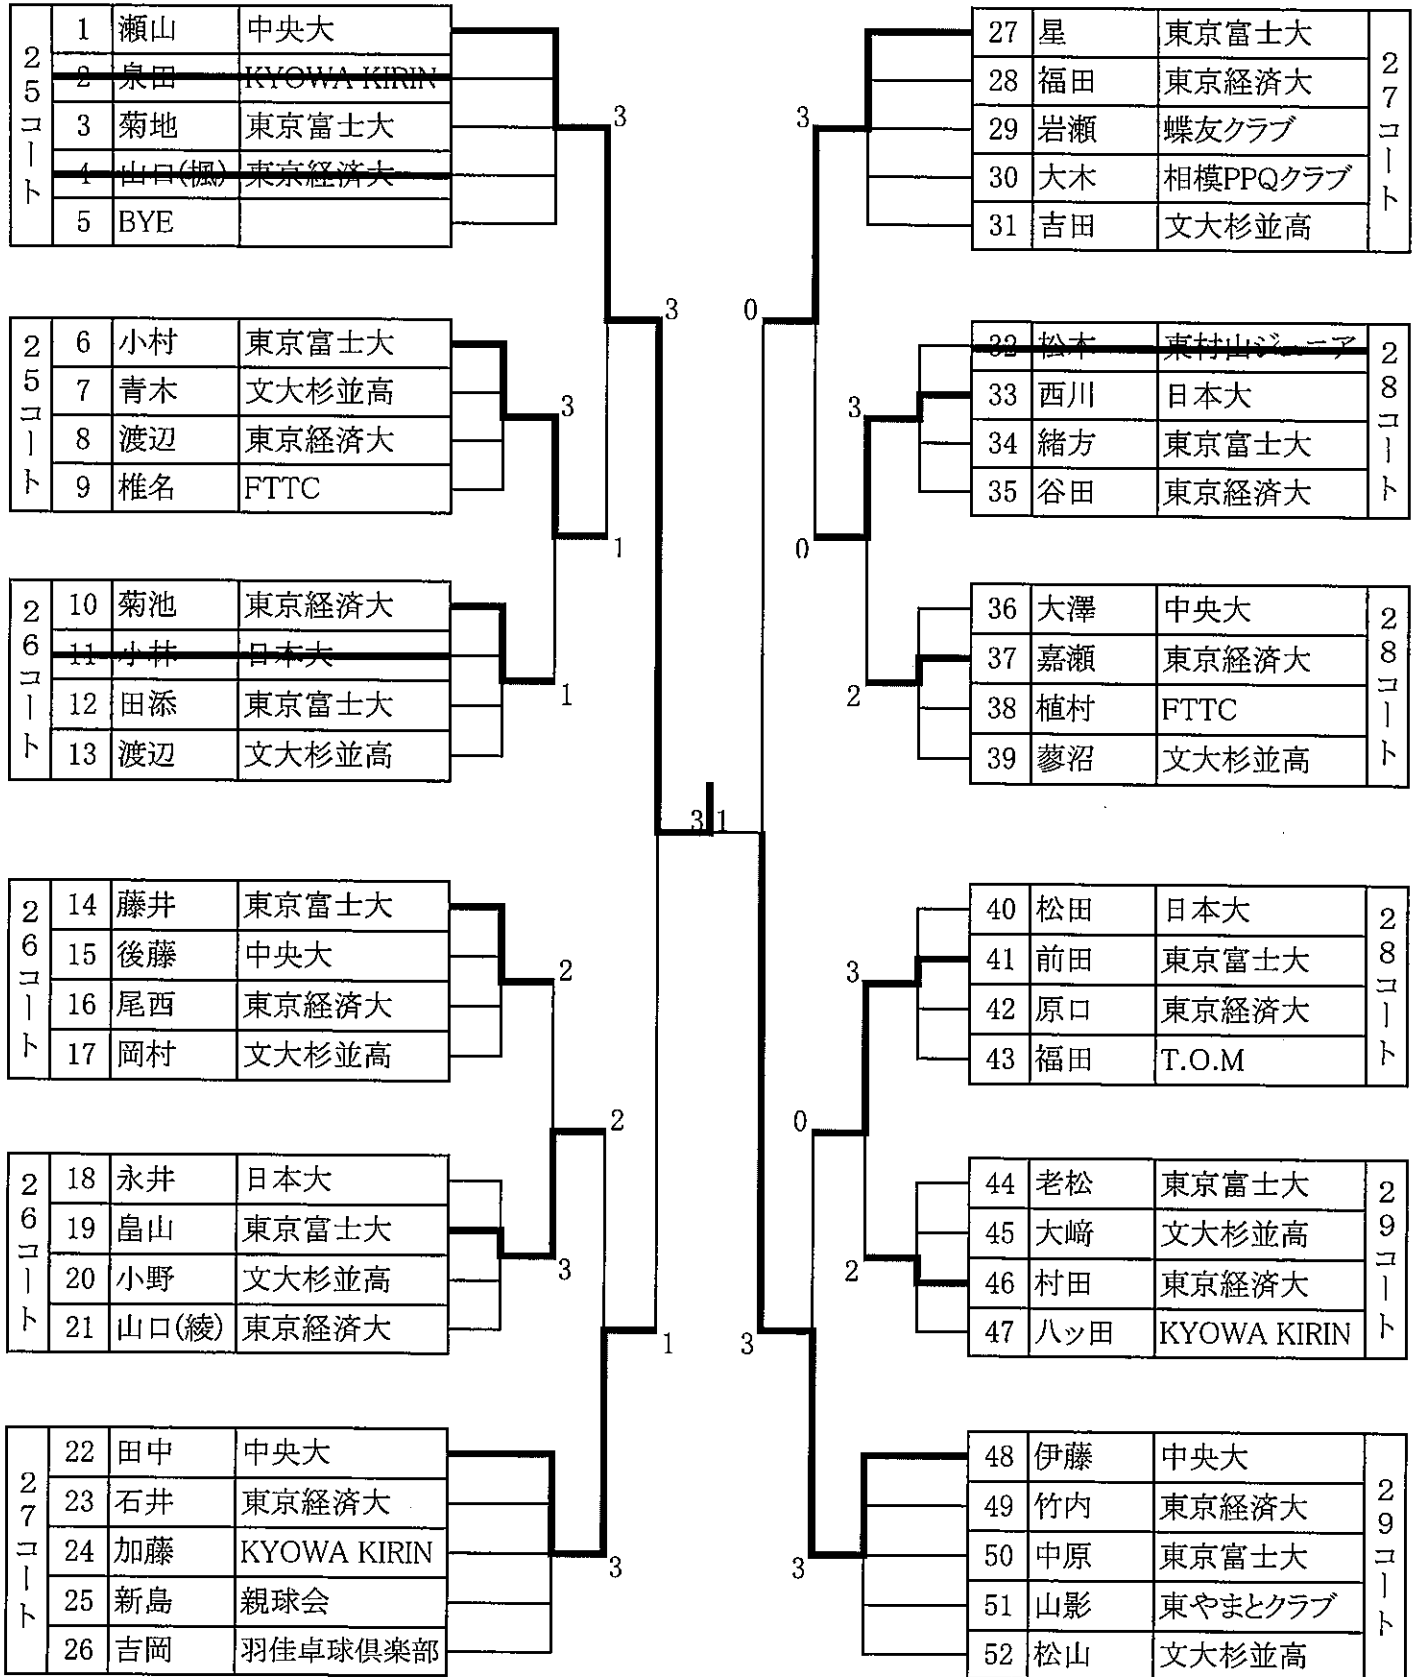 25コート
1 瀬山 中央大
2 泉田 KYOWA KIRIN
3 菊地 東京富士大
4 山口(楓) 東京経済大
5 BYE
3
3
25コート
6 小村 東京富士大
7 青木 文大杉並高
8 渡辺 東京経済大
9 椎名 FTTC
3
1
26コート
10 菊池 東京経済大
11 小林 日本大
12 田添 東京富士大
13 渡辺 文大杉並高
1
26コート
14 藤井 東京富士大
15 後藤 中央大
16 尾西 東京経済大
17 岡村 文大杉並高
2
2
26コート
18 永井 日本大
19 畠山 東京富士大
20 小野 文大杉並高
21 山口(綾) 東京経済大
3
1
27コート
22 田中 中央大
23 石井 東京経済大
24 加藤 KYOWA KIRIN
25 新島 親球会
26 吉岡 羽佳卓球倶楽部
3
3 1
27 星 東京富士大
28 福田 東京経済大
29 岩瀬 蝶友クラブ
30 大木 相模PPQクラブ
31 吉田 文大杉並高
27コート
3
0
32 松本 東村山ジュニア
33 西川 日本大
34 緒方 東京富士大
35 谷田 東京経済大
28コート
3
0
36 大澤 中央大
37 嘉瀬 東京経済大
38 植村 FTTC
39 蓼沼 文大杉並高
28コート
2
40 松田 日本大
41 前田 東京富士大
42 原口 東京経済大
43 福田 T.O.M
28コート
3
0
44 老松 東京富士大
45 大﨑 文大杉並高
46 村田 東京経済大
47 八ッ田 KYOWA KIRIN
29コート
2
3
48 伊藤 中央大
49 竹内 東京経済大
50 中原 東京富士大
51 山影 東やまとクラブ
52 松山 文大杉並高
29コート
3